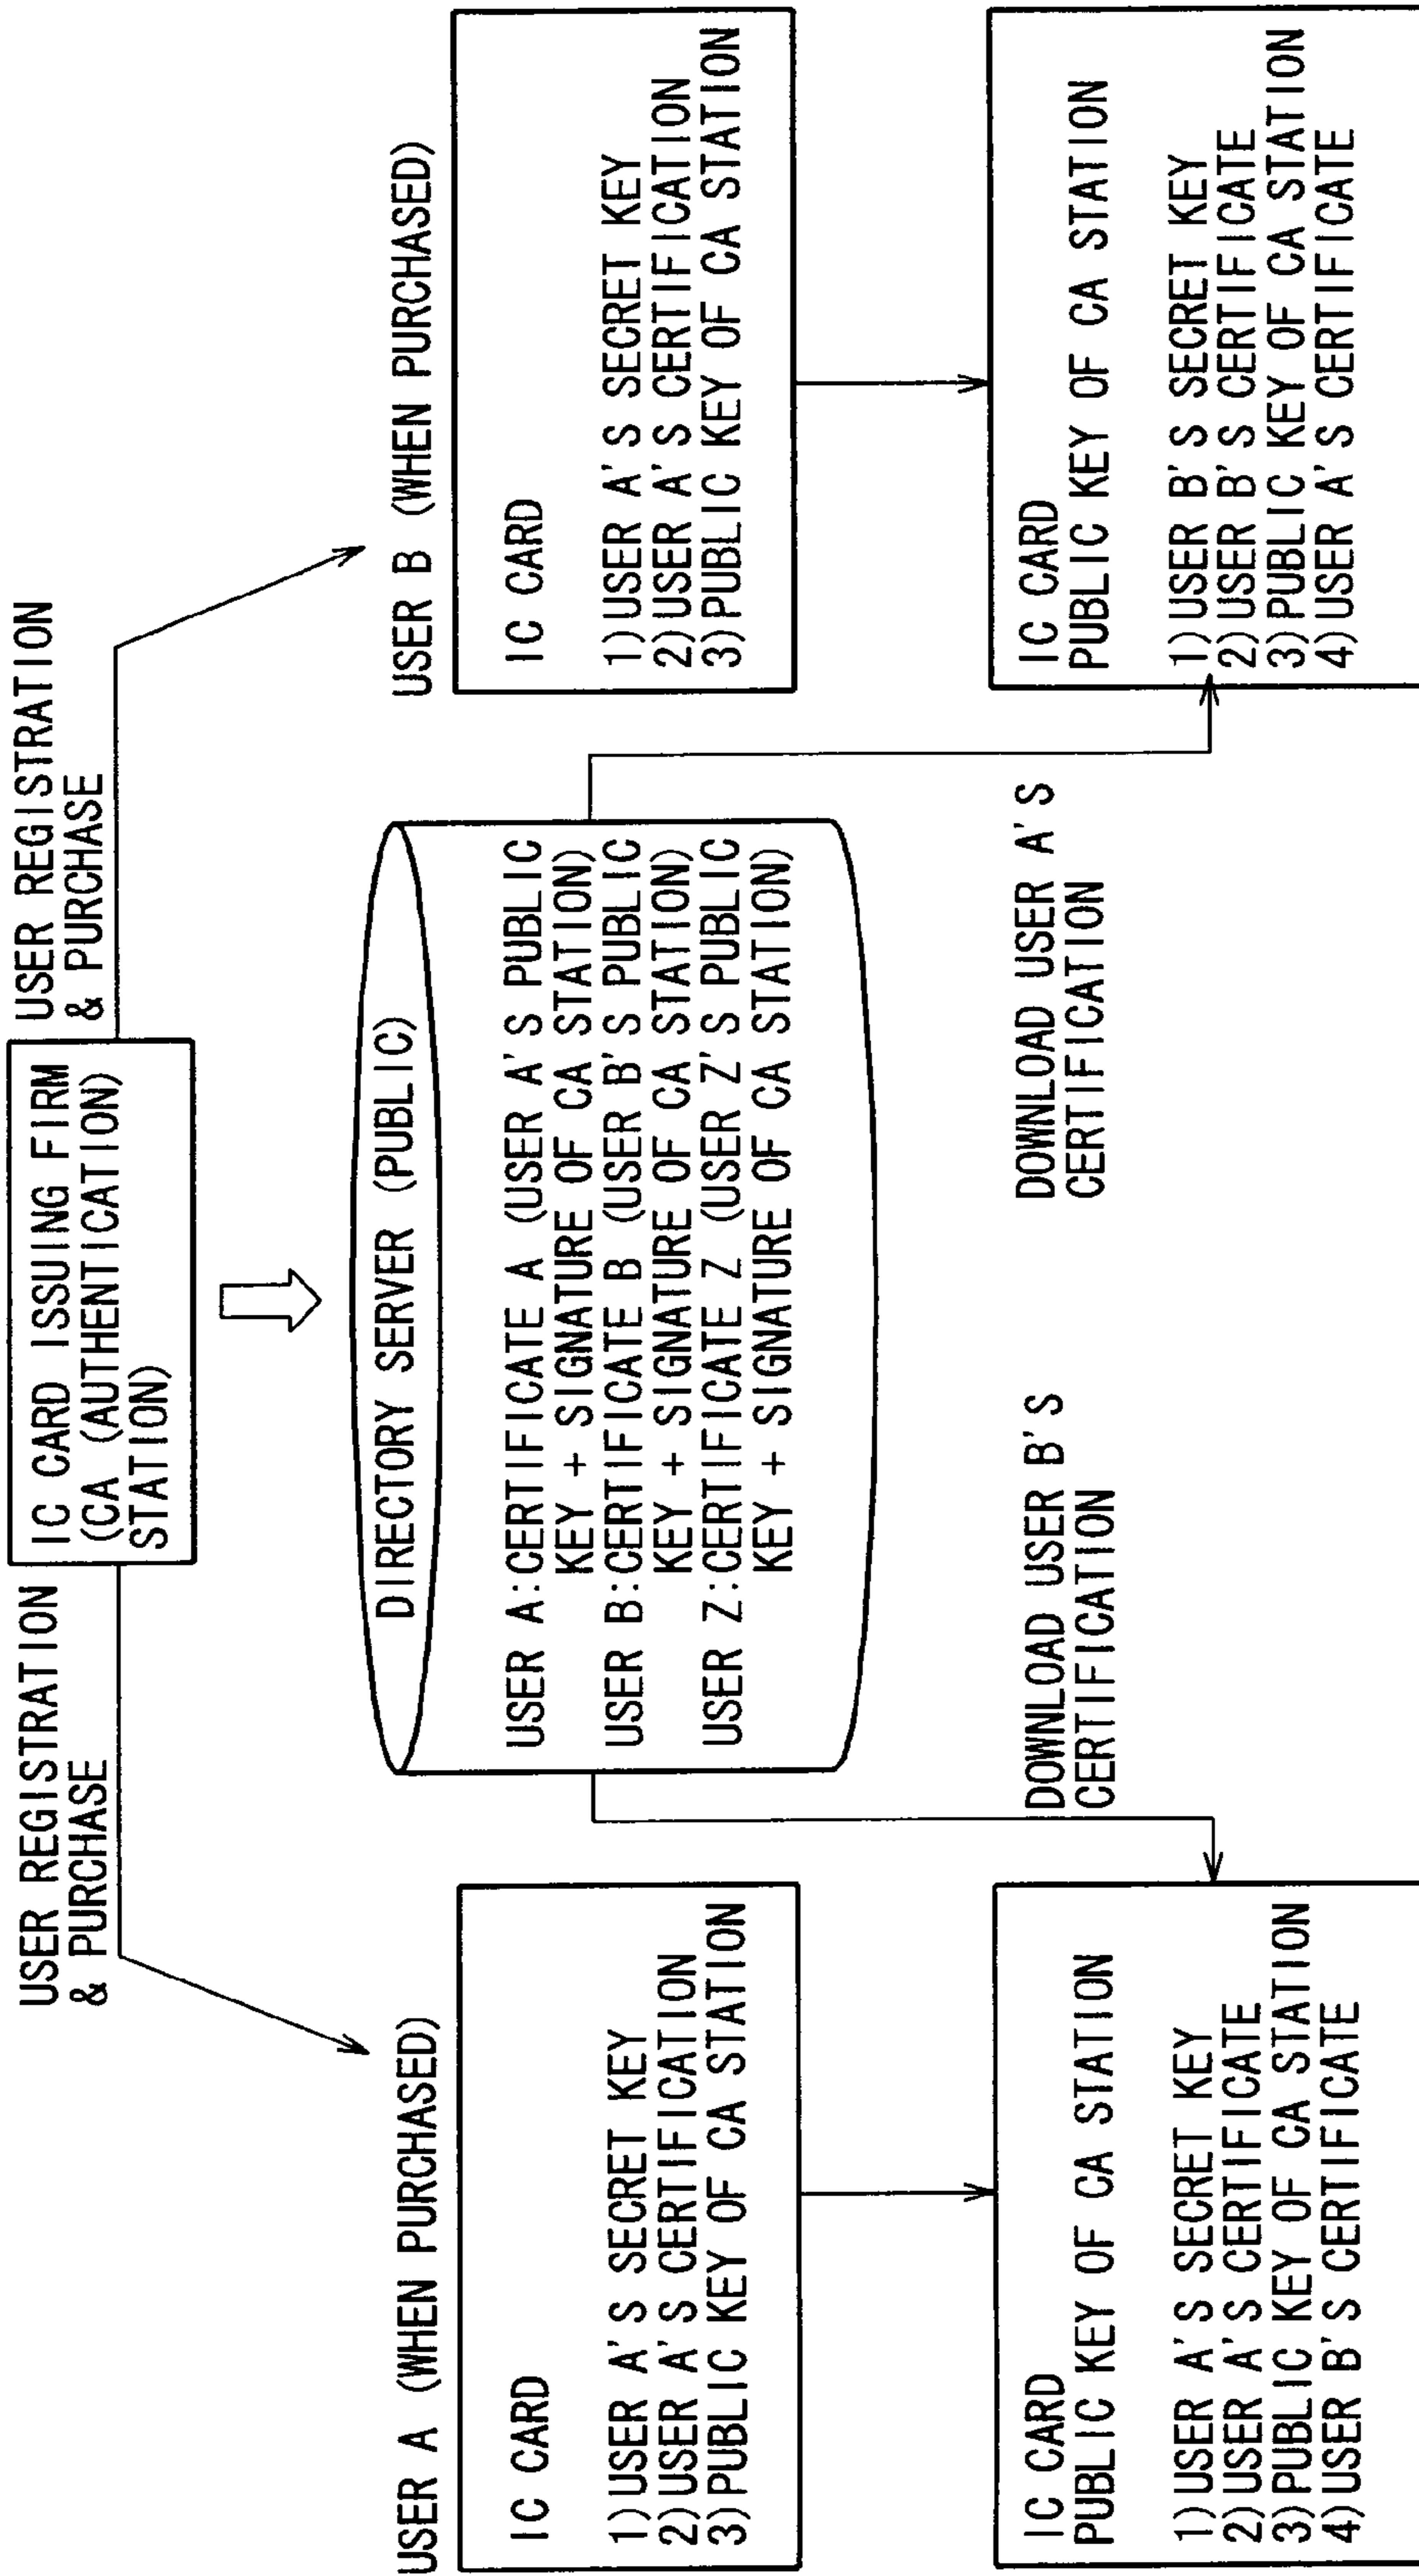 USER REGISTRATION
& PURCHASE
IC CARD ISSUING FIRM
(CA (AUTHENTICATION)
STATION)
USER REGISTRATION
& PURCHASE
USER A (WHEN PURCHASED)
IC CARD
1)USER A'S SECRET KEY
2)USER A'S CERTIFICATION
3)PUBLIC KEY OF CA STATION
DIRECTORY SERVER (PUBLIC)
USER A:CERTIFICATE A (USER A'S PUBLIC
KEY + SIGNATURE OF CA STATION)
USER B:CERTIFICATE B (USER B'S PUBLIC
KEY + SIGNATURE OF CA STATION)
USER Z:CERTIFICATE Z (USER Z'S PUBLIC
KEY + SIGNATURE OF CA STATION)
USER B (WHEN PURCHASED)
IC CARD
1)USER A'S SECRET KEY
2)USER A'S CERTIFICATION
3)PUBLIC KEY OF CA STATION
IC CARD
PUBLIC KEY OF CA STATION
1)USER A'S SECRET KEY
2)USER A'S CERTIFICATE
3)PUBLIC KEY OF CA STATION
4)USER B'S CERTIFICATE
DOWNLOAD USER B'S
CERTIFICATION
DOWNLOAD USER A'S
CERTIFICATION
IC CARD
PUBLIC KEY OF CA STATION
1)USER B'S SECRET KEY
2)USER B'S CERTIFICATE
3)PUBLIC KEY OF CA STATION
4)USER A'S CERTIFICATE